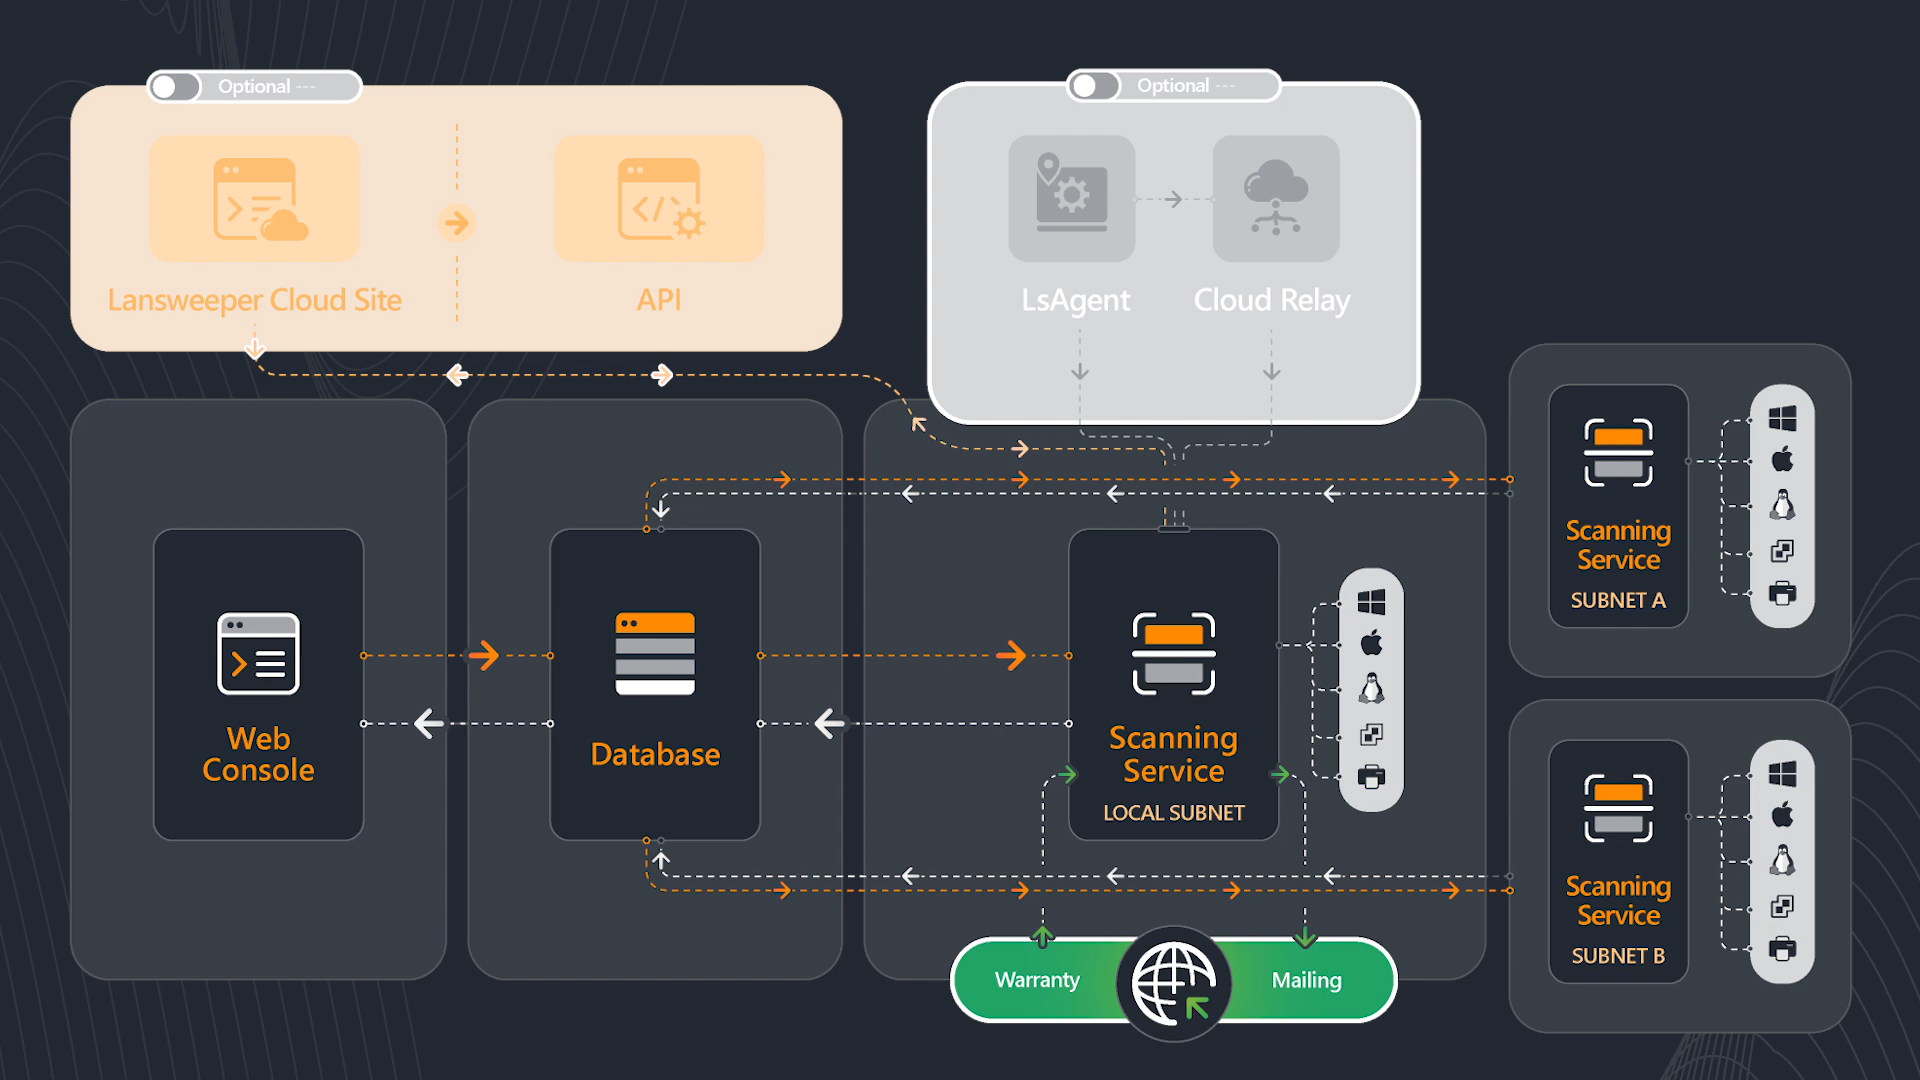 Optional ---
Lansweeper Cloud Site
API
Optional ---
LsAgent
Cloud Relay
Web
Console
Database
Scanning
Service
LOCAL SUBNET
Scanning
Service
SUBNET A
Scanning
Service
SUBNET B
Warranty
Mailing